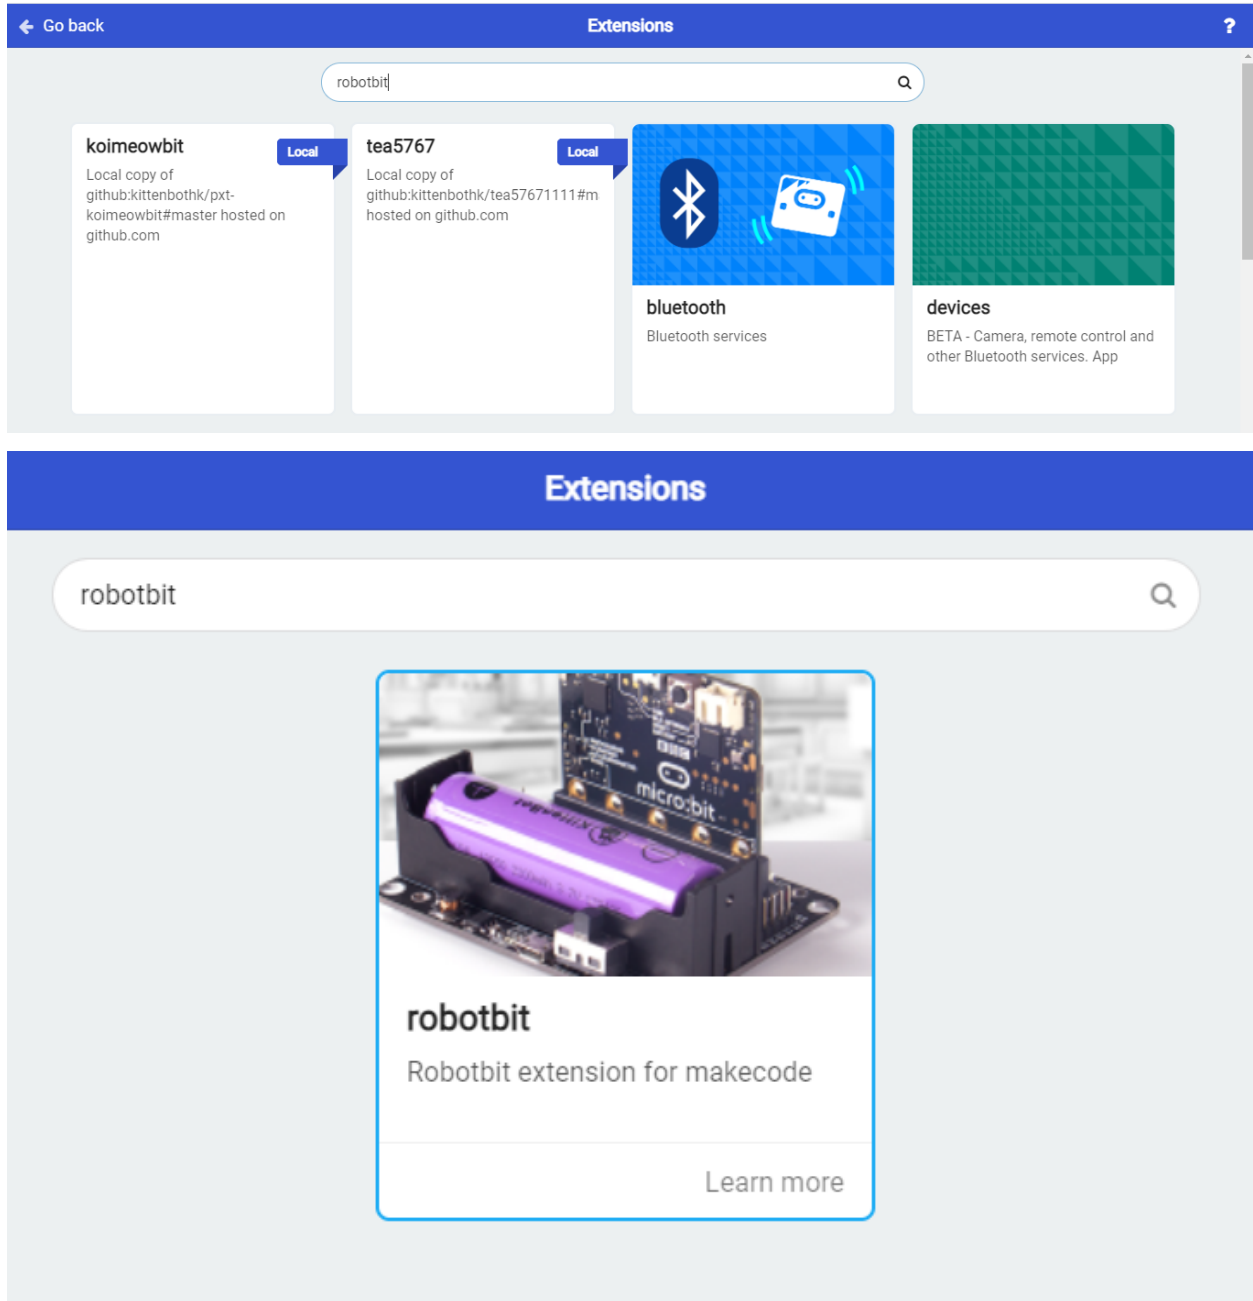 Go back
Extensions
?
robotbit
koimeowbit
Local
Local copy of
github:kittenbothk/pxt-
koimeowbit#master hosted on
github.com
tea5767
Local
Local copy of
github:kittenbothk/tea57671111#m
hosted on github.com
bluetooth
Bluetooth services
devices
BETA - Camera, remote control and
other Bluetooth services. App
Extensions
robotbit
micro:bit
KittenBot
robotbit
Robotbit extension for makecode
Learn more